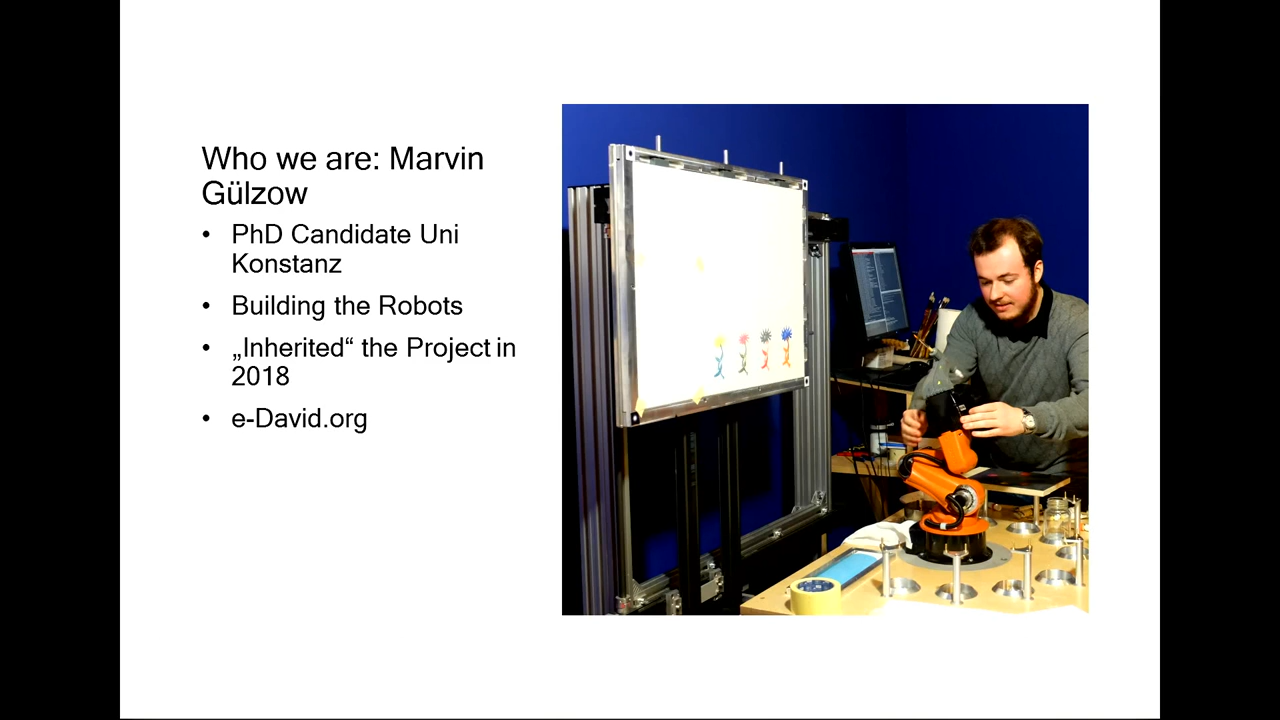 Who we are: Marvin
Gülzow
• PhD Candidate Uni
Konstanz
• Building the Robots
• „Inherited“ the Project in
2018
• e-David.org